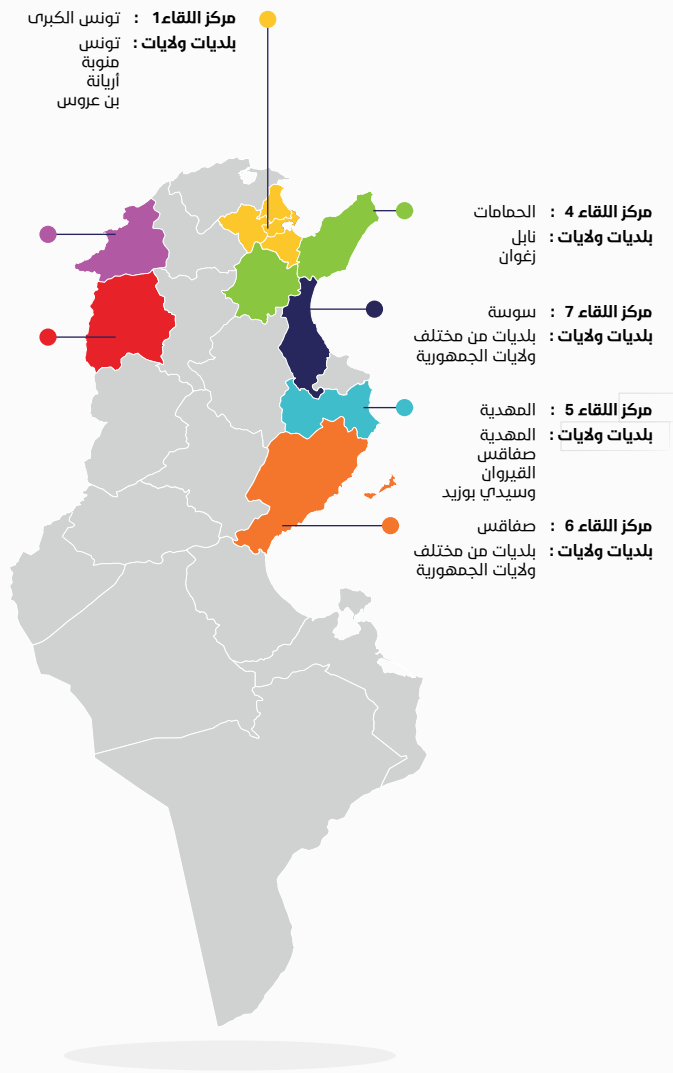 مركز اللقاء1 : تونس الكبرى
بلديات ولايات : تونس
منوبة
أريانة
بن عروس
مركز اللقاء 4 : الحمامات
بلديات ولايات : نابل
زغوان
مركز اللقاء 7 : سوسة
بلديات ولايات : بلديات من مختلف
ولايات الجمهورية
مركز اللقاء 5 : المهدية
بلديات ولايات : المهدية
صفاقس
القيروان
وسيدي بوزيد
مركز اللقاء 6 : صفاقس
بلديات ولايات : بلديات من مختلف
ولايات الجمهورية